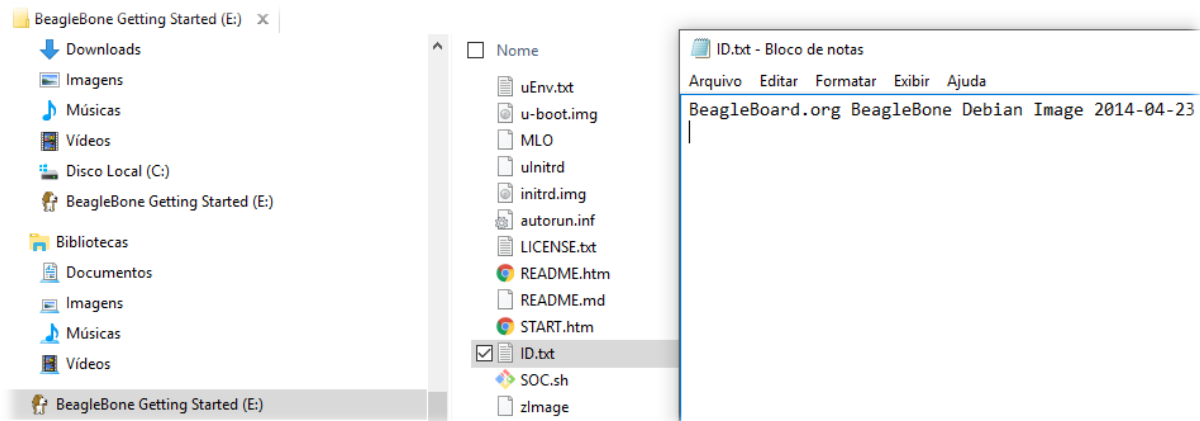 BeagleBone Getting Started (E:)
Downloads
Imagens
Músicas
Vídeos
Disco Local (C:)
BeagleBone Getting Started (E:)
Bibliotecas
Documentos
Imagens
Músicas
Vídeos
BeagleBone Getting Started (E:)
Nome
uEnv.txt
u-boot.img
MLO
uInitrd
initrd.img
autorun.inf
LICENSE.txt
README.htm
README.md
START.htm
ID.txt
SOC.sh
zImage
ID.txt - Bloco de notas
Arquivo Editar Formatar Exibir Ajuda
BeagleBoard.org BeagleBone Debian Image 2014-04-23